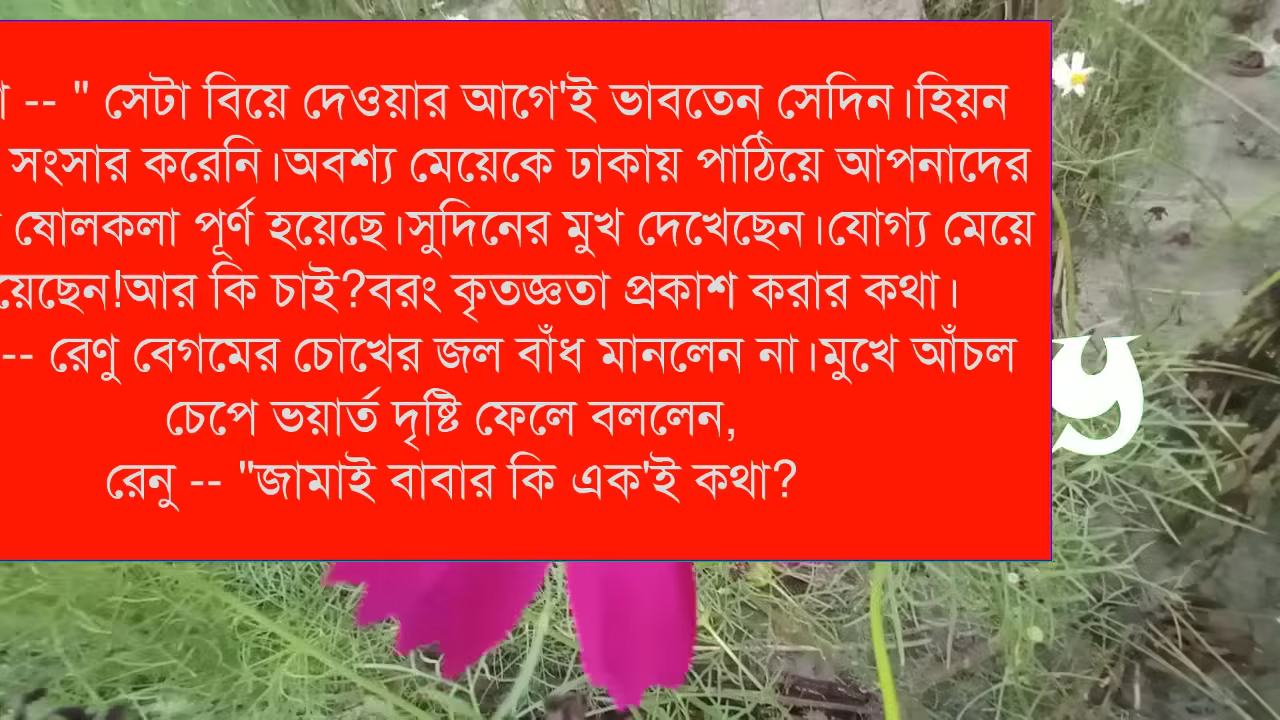 -- " সেটা বিয়ে দেওয়ার আগে'ই ভাবতেন সেদিন।হিয়ন
সংসার করেনি।অবশ্য মেয়েকে ঢাকায় পাঠিয়ে আপনাদের
ষোলকলা পূর্ণ হয়েছে।সুদিনের মুখ দেখেছেন।যোগ্য মেয়ে
আর কি চাই?বরং কৃতজ্ঞতা প্রকাশ করার কথা।
-- রেণু বেগমের চোখের জল বাঁধ মানলেন না।মুখে আঁচল
চেপে ভয়ার্ত দৃষ্টি ফেলে বললেন,
রেনু -- "জামাই বাবার কি এক'ই কথা?